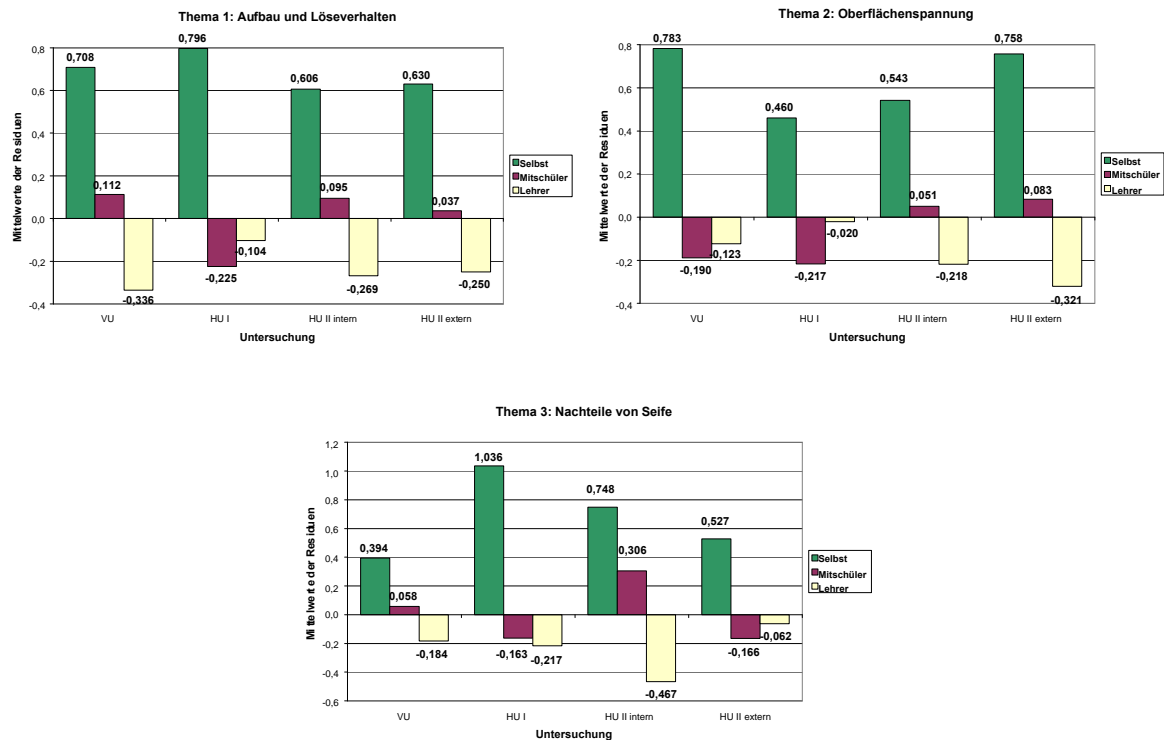 Thema 1: Aufbau und Löseverhalten
0,708
0,796
0,606
0,630
0,112
-0,225
0,095
0,037
-0,336
-0,104
-0,269
-0,250
0,8
0,6
0,4
0,2
0,0
-0,2
-0,4
Mittelwerte der Residuen
VU
HU I
HU II intern
HU II extern
Untersuchung
Selbst
Mitschüler
Lehrer
Thema 2: Oberflächenspannung
0,783
0,460
0,543
0,758
-0,190
-0,217
0,051
0,083
-0,123
-0,020
-0,218
-0,321
0,8
0,6
0,4
0,2
0,0
-0,2
-0,4
Mittelwerte der Residuen
VU
HU I
HU II intern
HU II extern
Untersuchung
Selbst
Mitschüler
Lehrer
Thema 3: Nachteile von Seife
0,394
1,036
0,748
0,527
0,058
-0,163
0,306
-0,166
-0,184
-0,217
-0,467
-0,062
1,2
1,0
0,8
0,6
0,4
0,2
0,0
-0,2
-0,4
-0,6
Mittelwerte der Residuen
VU
HU I
HU II intern
HU II extern
Untersuchung
Selbst
Mitschüler
Lehrer